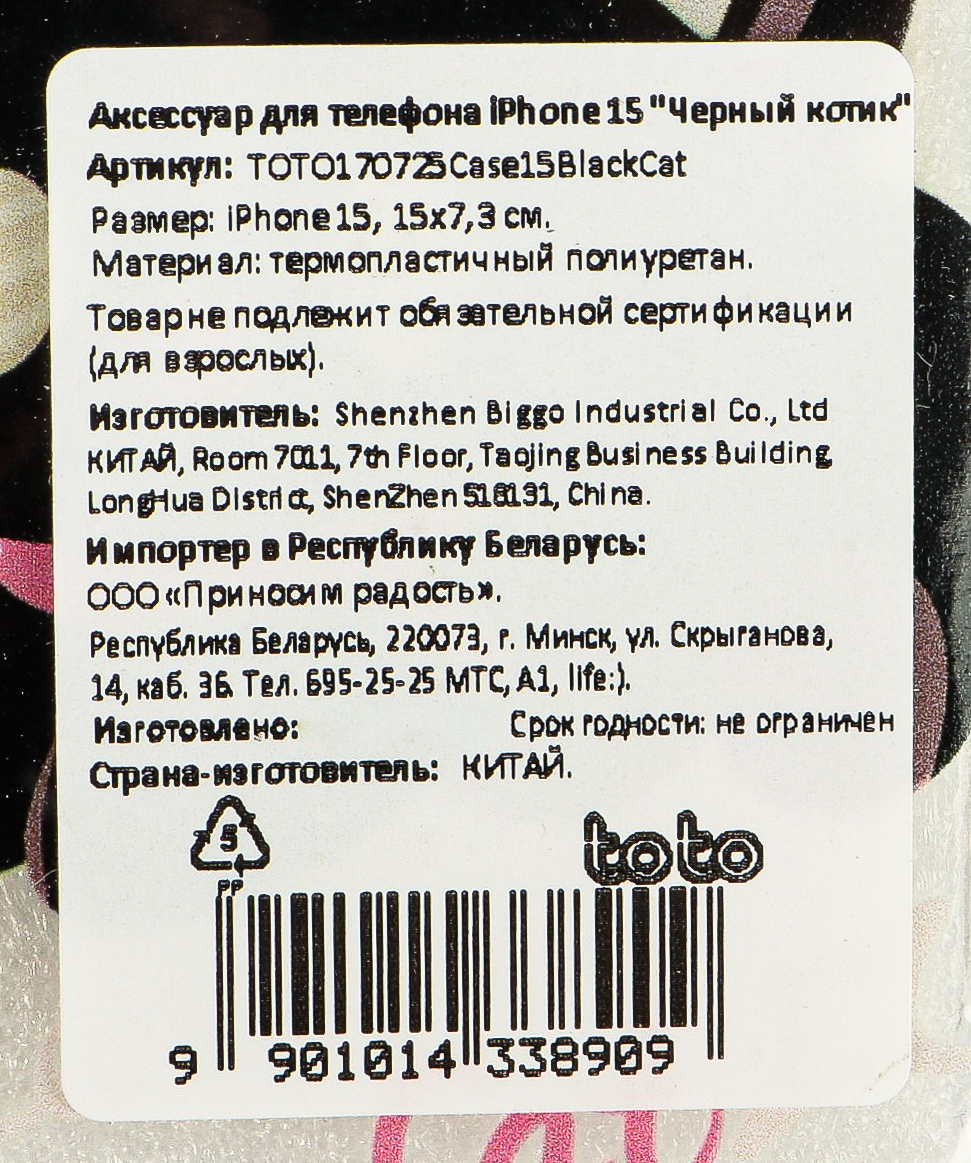 Аксессуар для телефона iPhone 15 "Черный котик"
Артикул: TOTO170725Case15BlackCat
Размер: iPhone 15, 15x7,3 см.
Материал: термопластичный полиуретан.
Товар не подлежит обязательной сертификации
(для взрослых).
Изготовитель: Shenzhen Biggo Industrial Co., Ltd
КИТАЙ, Room 7011, 7th Floor, Taojing Business Building,
LongHua District, ShenZhen 518131, China.
Импортер в Республику Беларусь:
ООО «Приносим радость».
Республика Беларусь, 220073, г. Минск, ул. Скрыганова,
14, каб. 36. Тел. 695-25-25 МТС, А1, life:).
Изготовлено: Срок годности: не ограничен
Страна-изготовитель: КИТАЙ.
5
PP
toto
9 901014 338909